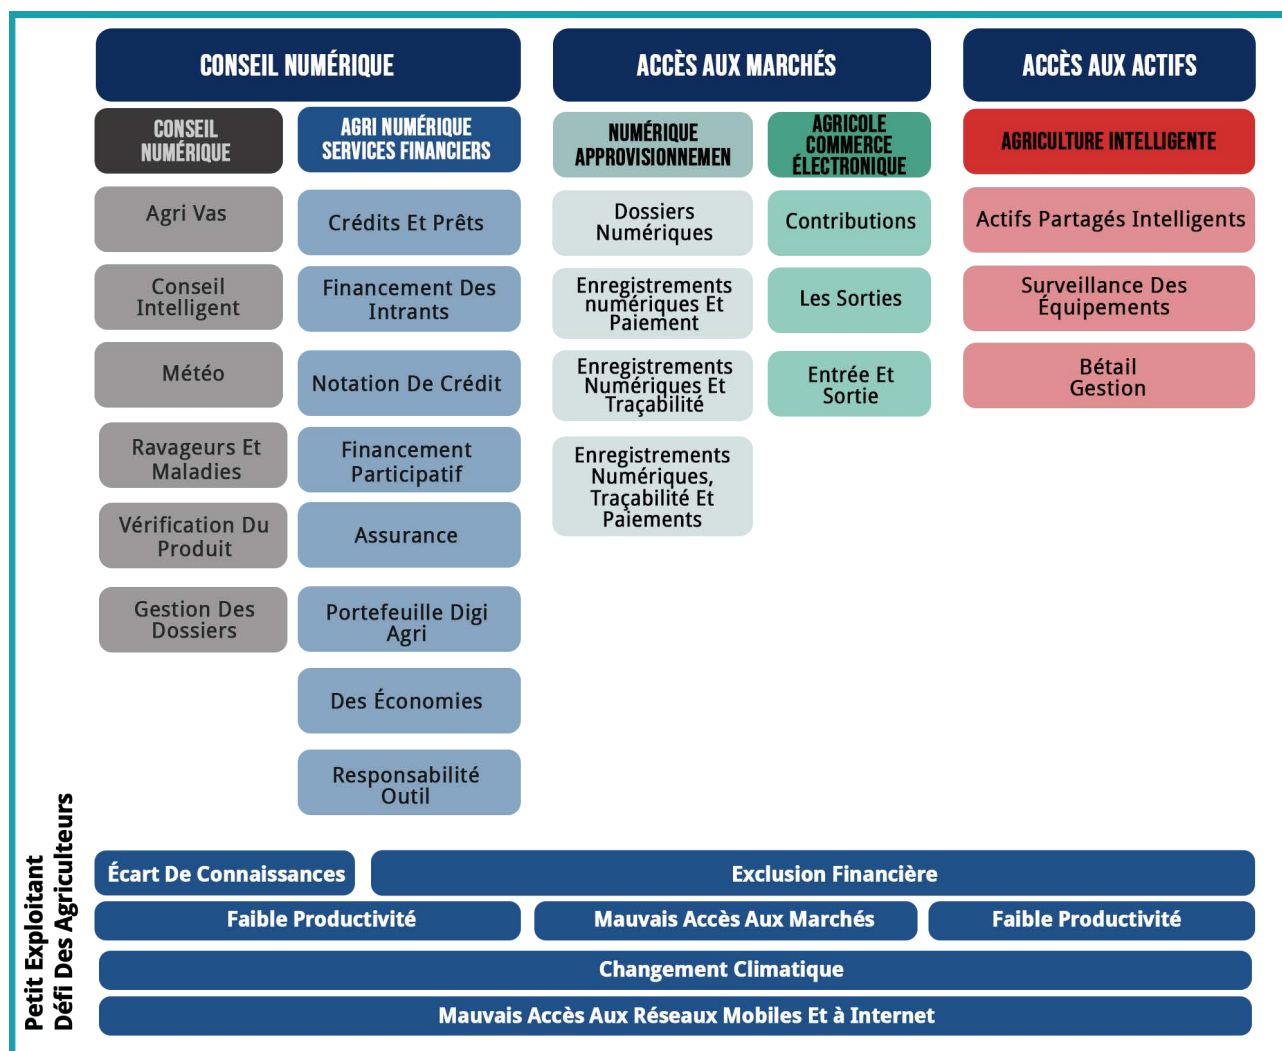 CONSEIL NUMÉRIQUE
CONSEIL
NUMÉRIQUE
Agri Vas
Conseil
Intelligent
Météo
Ravageurs Et
Maladies
Vérification Du
Produit
Gestion Des
Dossiers
AGRI NUMÉRIQUE
SERVICES FINANCIERS
Crédits Et Prêts
Financement Des
Intrants
Notation De Crédit
Financement
Participatif
Assurance
Portefeuille Digi
Agri
Des Économies
Responsabilité
Outil
ACCÈS AUX MARCHÉS
NUMÉRIQUE
APPROVISIONNEMEN
Dossiers
Numériques
Enregistrements
numériques Et
Paiement
Enregistrements
Numériques Et
Traçabilité
Enregistrements
Numériques,
Traçabilité Et
Paiements
AGRICOLE
COMMERCE
ÉLECTRONIQUE
Contributions
Les Sorties
Entrée Et
Sortie
ACCÈS AUX ACTIFS
AGRICULTURE INTELLIGENTE
Actifs Partagés Intelligents
Surveillance Des
Équipements
Bétail
Gestion
Petit Exploitant
Défi Des Agriculteurs
Écart De Connaissances
Exclusion Financière
Faible Productivité
Mauvais Accès Aux Marchés
Faible Productivité
Changement Climatique
Mauvais Accès Aux Réseaux Mobiles Et à Internet